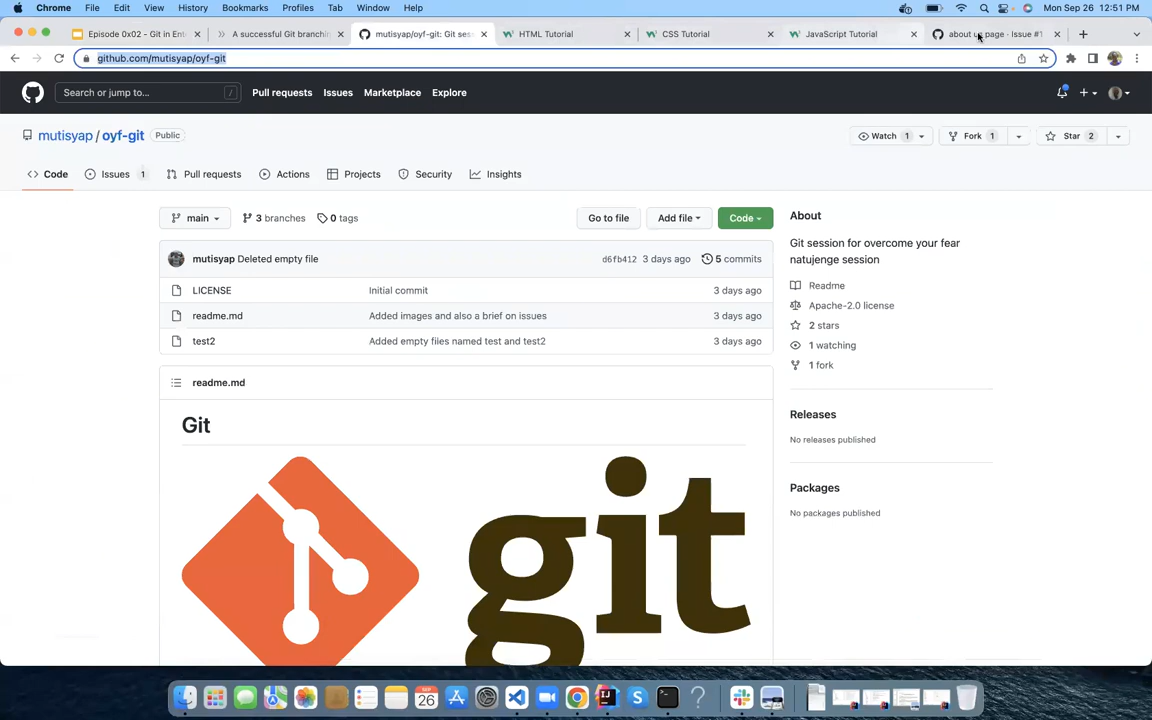 Chrome File Edit View History Bookmarks Profiles Tab Window Help Mon Sep 26 12:51 PM
Episode 0x02 - Git in Ent
A successful Git branchin
mutisyap/oyf-git: Git ses
HTML Tutorial
CSS Tutorial
JavaScript Tutorial
about us page · Issue #1
github.com/mutisyap/oyf-git
Search or jump to... /
Pull requests Issues Marketplace Explore
mutisyap / oyf-git Public
Watch 1 Fork 1 Star 2
Code Issues 1 Pull requests Actions Projects Security Insights
main 3 branches 0 tags Go to file Add file Code
mutisyap Deleted empty file d6fb412 3 days ago 5 commits
LICENSE Initial commit 3 days ago
readme.md Added images and also a brief on issues 3 days ago
test2 Added empty files named test and test2 3 days ago
readme.md
Git
git
About
Git session for overcome your fear
natujenge session
Readme
Apache-2.0 license
2 stars
1 watching
1 fork
Releases
No releases published
Packages
No packages published
SEP
26